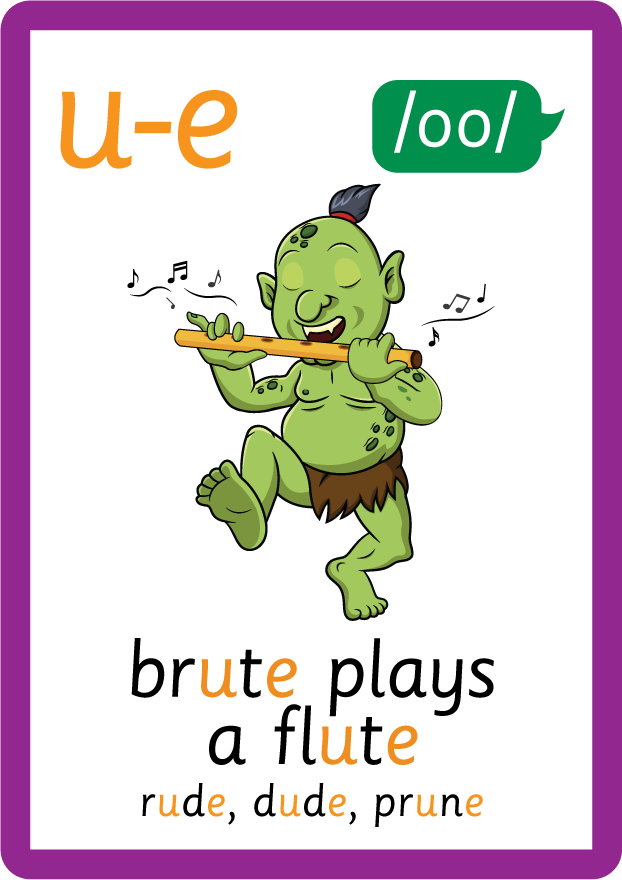 u-e
/oo/
brute plays
a flute
rude, dude, prune